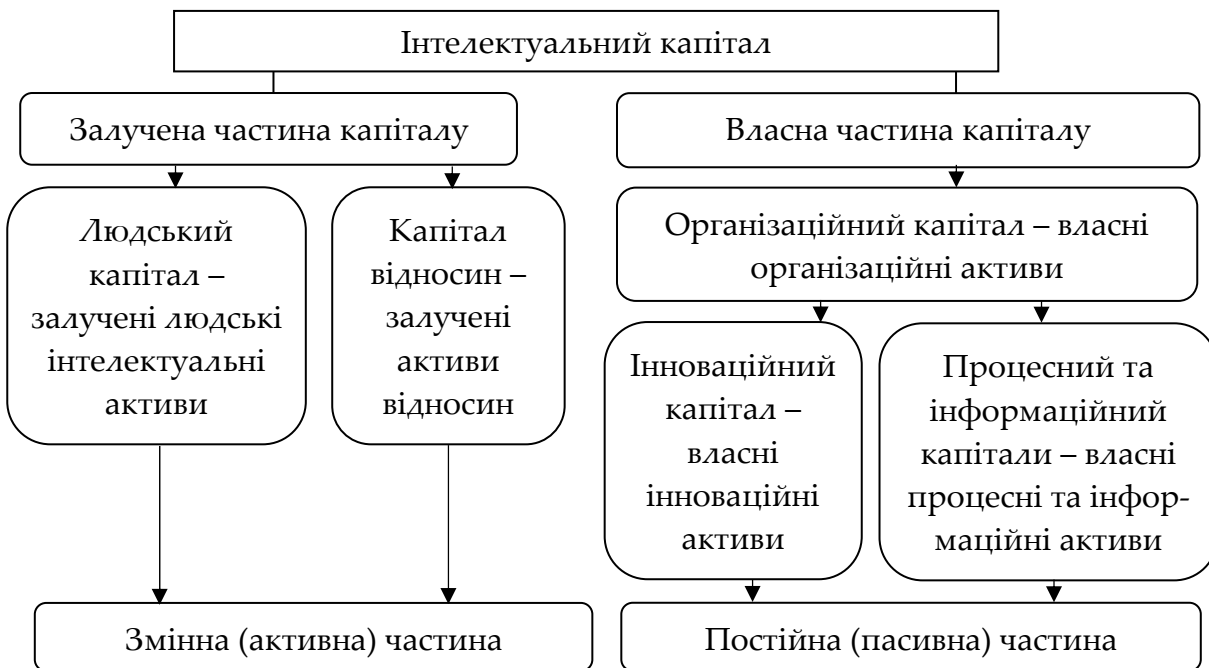 Інтелектуальний капітал
Залучена частина капіталу
Власна частина капіталу
Людський
капітал –
залучені людські
інтелектуальні
активи
Капітал
відносин –
залучені
активи
відносин
Організаційний капітал – власні
організаційні активи
Інноваційний
капітал –
власні
інноваційні
активи
Процесний та
інформаційний
капітали – власні
процесні та інфор-
маційні активи
Змінна (активна) частина
Постійна (пасивна) частина